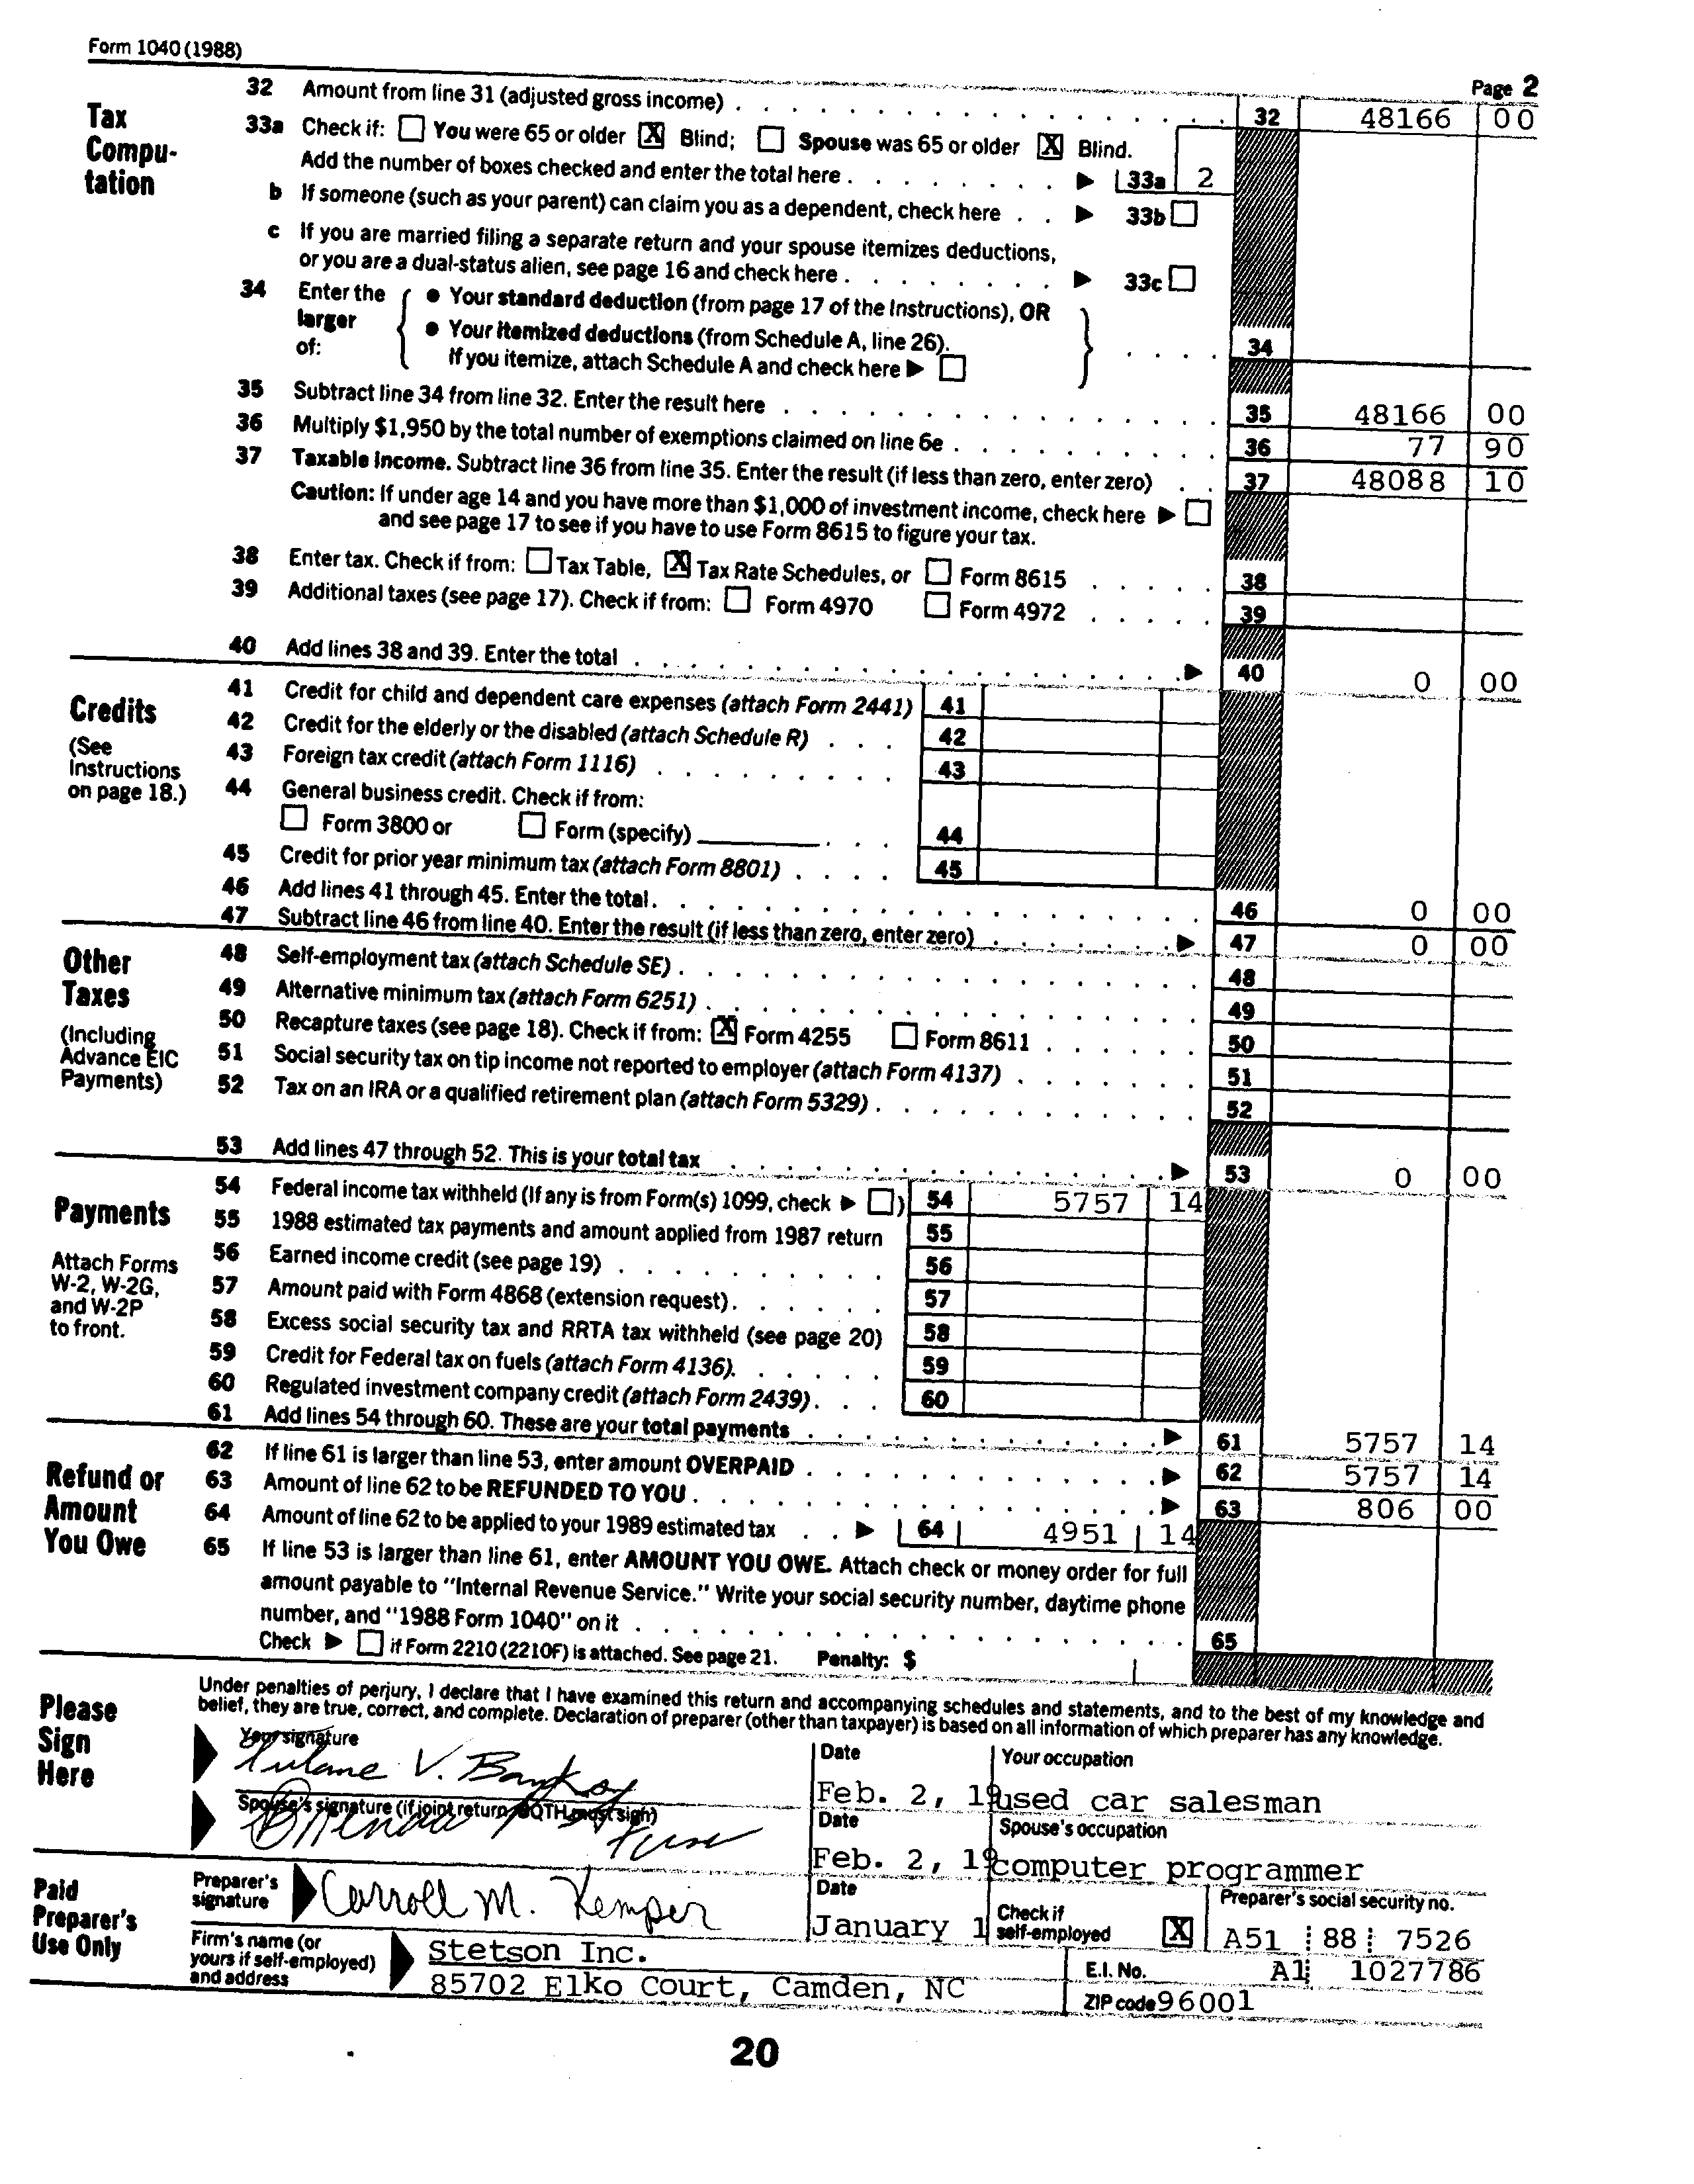 Form 1040 (1988)
Page 2
Tax Compu-tation
32 Amount from line 31 (adjusted gross income) . . . 32 48166 00
33a Check if: ☐ You were 65 or older ☒ Blind; ☐ Spouse was 65 or older ☒ Blind.
Add the number of boxes checked and enter the total here . . . ▶ 33a 2
b If someone (such as your parent) can claim you as a dependent, check here . . ▶ 33b ☐
c If you are married filing a separate return and your spouse itemizes deductions,
or you are a dual-status alien, see page 16 and check here . . . ▶ 33c ☐
34 Enter the larger of:
● Your standard deduction (from page 17 of the Instructions), OR
● Your itemized deductions (from Schedule A, line 26).
If you itemize, attach Schedule A and check here ▶ ☐ . . . . 34
35 Subtract line 34 from line 32. Enter the result here . . . 35 48166 00
36 Multiply $1,950 by the total number of exemptions claimed on line 6e . . . 36 77 90
37 Taxable income. Subtract line 36 from line 35. Enter the result (if less than zero, enter zero) . . 37 48088 10
Caution: If under age 14 and you have more than $1,000 of investment income, check here ▶ ☐
and see page 17 to see if you have to use Form 8615 to figure your tax.
38 Enter tax. Check if from: ☐ Tax Table, ☒ Tax Rate Schedules, or ☐ Form 8615 . . . 38
39 Additional taxes (see page 17). Check if from: ☐ Form 4970 ☐ Form 4972 . . . 39
40 Add lines 38 and 39. Enter the total . . . ▶ 40 0 00
Credits
(See Instructions on page 18.)
41 Credit for child and dependent care expenses (attach Form 2441) 41
42 Credit for the elderly or the disabled (attach Schedule R) . . . 42
43 Foreign tax credit (attach Form 1116) . . . 43
44 General business credit. Check if from:
☐ Form 3800 or ☐ Form (specify) . . . 44
45 Credit for prior year minimum tax (attach Form 8801) . . . . 45
46 Add lines 41 through 45. Enter the total . . . 46 0 00
47 Subtract line 46 from line 40. Enter the result (if less than zero, enter zero) . . . ▶ 47 0 00
Other Taxes
(Including Advance EIC Payments)
48 Self-employment tax (attach Schedule SE) . . . 48
49 Alternative minimum tax (attach Form 6251) . . . 49
50 Recapture taxes (see page 18). Check if from: ☒ Form 4255 ☐ Form 8611 . . . 50
51 Social security tax on tip income not reported to employer (attach Form 4137) . . . 51
52 Tax on an IRA or a qualified retirement plan (attach Form 5329) . . . 52
53 Add lines 47 through 52. This is your total tax . . . ▶ 53 0 00
Payments
Attach Forms W-2, W-2G, and W-2P to front.
54 Federal income tax withheld (If any is from Form(s) 1099, check ▶ ☐) 54 5757 14
55 1988 estimated tax payments and amount applied from 1987 return 55
56 Earned income credit (see page 19) . . . 56
57 Amount paid with Form 4868 (extension request) . . . 57
58 Excess social security tax and RRTA tax withheld (see page 20) 58
59 Credit for Federal tax on fuels (attach Form 4136). . . . 59
60 Regulated investment company credit (attach Form 2439) . . . 60
61 Add lines 54 through 60. These are your total payments . . . ▶ 61 5757 14
Refund or Amount You Owe
62 If line 61 is larger than line 53, enter amount OVERPAID . . . ▶ 62 5757 14
63 Amount of line 62 to be REFUNDED TO YOU . . . ▶ 63 806 00
64 Amount of line 62 to be applied to your 1989 estimated tax . . ▶ 64 4951 14
65 If line 53 is larger than line 61, enter AMOUNT YOU OWE. Attach check or money order for full
amount payable to "Internal Revenue Service." Write your social security number, daytime phone
number, and "1988 Form 1040" on it . . . 65
Check ▶ ☐ if Form 2210 (2210F) is attached. See page 21. Penalty: $
Please Sign Here
Under penalties of perjury, I declare that I have examined this return and accompanying schedules and statements, and to the best of my knowledge and
belief, they are true, correct, and complete. Declaration of preparer (other than taxpayer) is based on all information of which preparer has any knowledge.
Your signature
V.
Date
Feb. 2, 19
Your occupation
used car salesman
Spouse's signature (if joint return, BOTH must sign)
Date
Feb. 2, 19
Spouse's occupation
computer programmer
Paid Preparer's Use Only
Preparer's signature
Carroll M. Kemper
Date
January 1
Check if self-employed ☒
Preparer's social security no.
A51 88 7526
Firm's name (or yours if self-employed) and address
Stetson Inc.
85702 Elko Court, Camden, NC
E.I. No. A1 1027786
ZIP code 96001
20